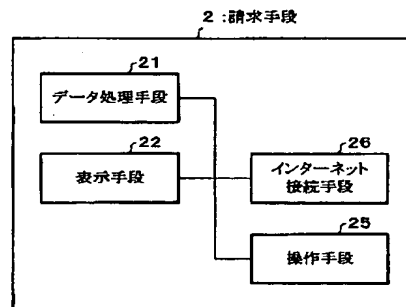 2 : 請求手段
21
データ処理手段
22
表示手段
26
インターネット
接続手段
25
操作手段